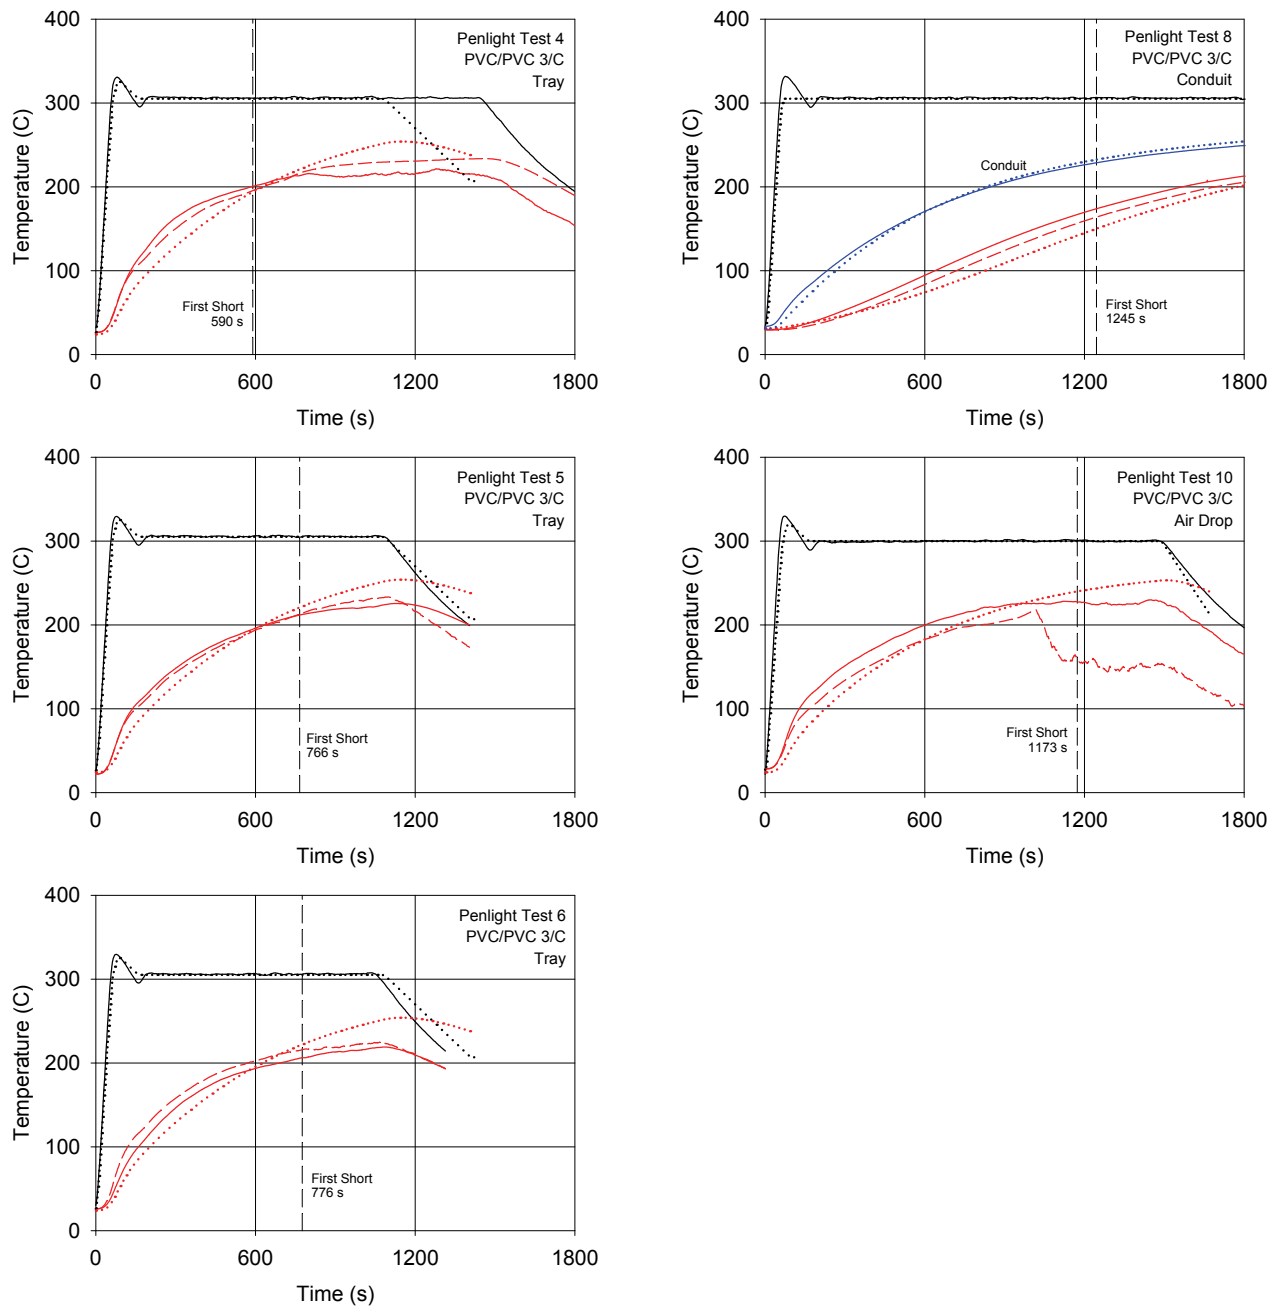 400
300
200
100
0
Temperature (C)
Penlight Test 4
PVC/PVC 3/C
Tray
First Short
590 s
0 600 1200 1800
Time (s)
400
300
200
100
0
Temperature (C)
Penlight Test 8
PVC/PVC 3/C
Conduit
Conduit
First Short
1245 s
0 600 1200 1800
Time (s)
400
300
200
100
0
Temperature (C)
Penlight Test 5
PVC/PVC 3/C
Tray
First Short
766 s
0 600 1200 1800
Time (s)
400
300
200
100
0
Temperature (C)
Penlight Test 10
PVC/PVC 3/C
Air Drop
First Short
1173 s
0 600 1200 1800
Time (s)
400
300
200
100
0
Temperature (C)
Penlight Test 6
PVC/PVC 3/C
Tray
First Short
776 s
0 600 1200 1800
Time (s)